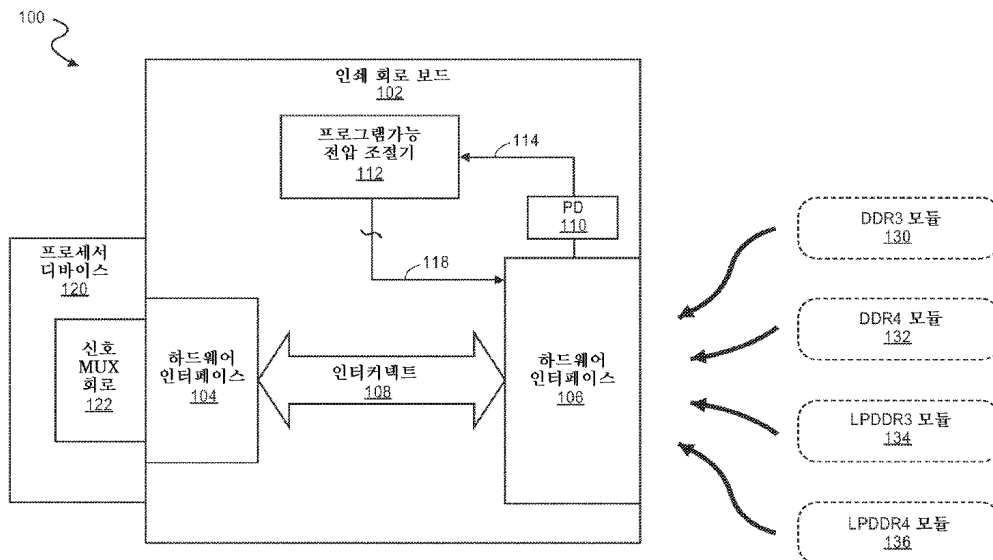 100
인쇄 회로 보드
102
프로그램가능
전압 조절기
112
114
PD
110
118
프로세서
디바이스
120
신호
MUX
회로
122
하드웨어
인터페이스
104
인터커넥트
108
하드웨어
인터페이스
106
DDR3 모듈
130
DDR4 모듈
132
LPDDR3 모듈
134
LPDDR4 모듈
136